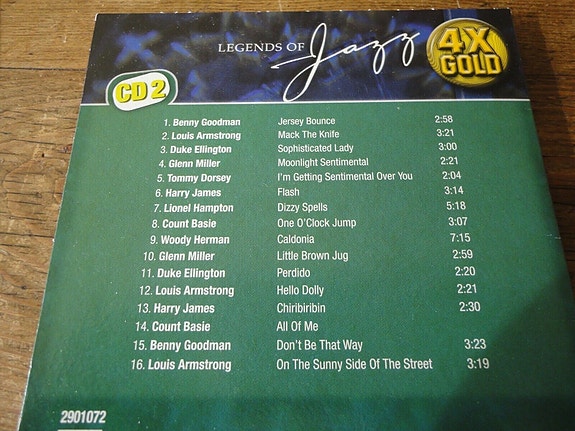 LEGENDS OF Jazz
4X GOLD
CD 2
1. Benny Goodman Jersey Bounce 2:58
2. Louis Armstrong Mack The Knife 3:21
3. Duke Ellington Sophisticated Lady 3:00
4. Glenn Miller Moonlight Sentimental 2:21
5. Tommy Dorsey I'm Getting Sentimental Over You 2:04
6. Harry James Flash 3:14
7. Lionel Hampton Dizzy Spells 5:18
8. Count Basie One O'Clock Jump 3:07
9. Woody Herman Caldonia 7:15
10. Glenn Miller Little Brown Jug 2:59
11. Duke Ellington Perdido 2:20
12. Louis Armstrong Hello Dolly 2:21
13. Harry James Chiribiribin 2:30
14. Count Basie All Of Me
15. Benny Goodman Don't Be That Way 3:23
16. Louis Armstrong On The Sunny Side Of The Street 3:19
2901072